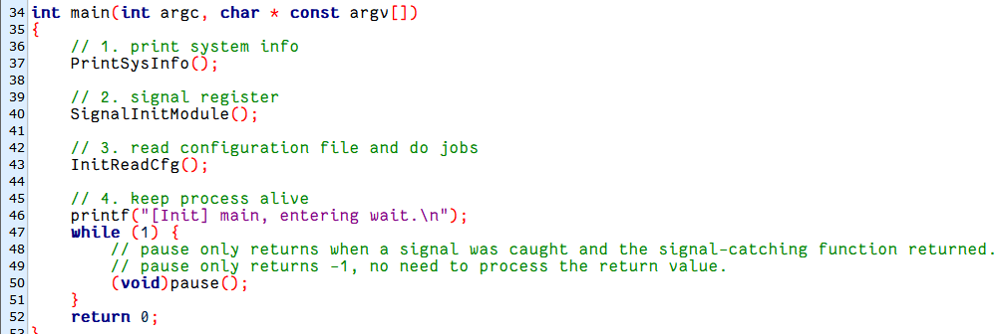 34 int main(int argc, char * const argv[])
35 {
36     // 1. print system info
37     PrintSysInfo();
38
39     // 2. signal register
40     SignalInitModule();
41
42     // 3. read configuration file and do jobs
43     InitReadCfg();
44
45     // 4. keep process alive
46     printf("[Init] main, entering wait.\n");
47     while (1) {
48         // pause only returns when a signal was caught and the signal-catching function returned.
49         // pause only returns -1, no need to process the return value.
50         (void)pause();
51     }
52     return 0;
53 }